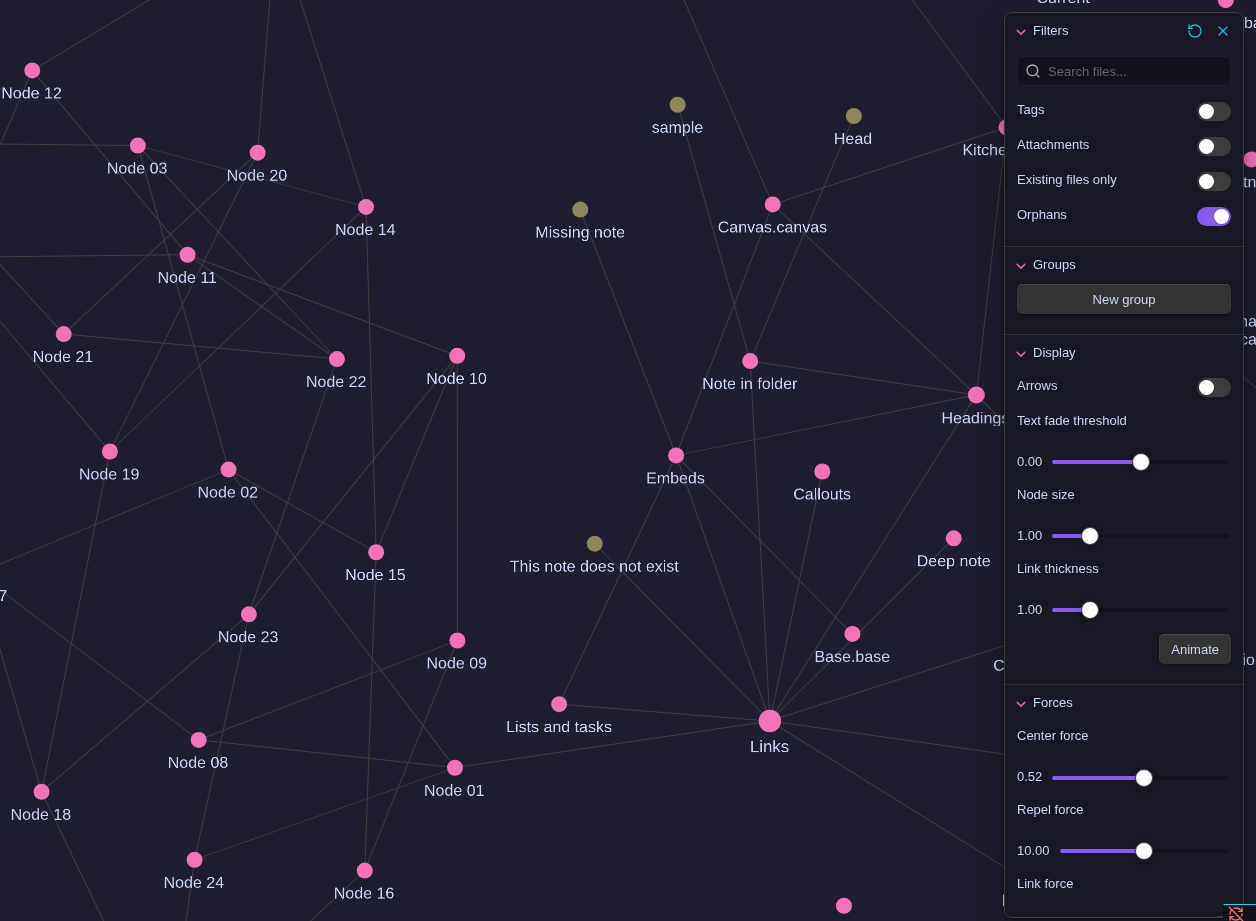 Node 12
Node 03
Node 20
Node 14
Node 11
Node 21
Node 22
Node 10
Node 19
Node 02
Node 15
7
Node 23
Node 09
Node 08
Node 01
Node 18
Node 24
Node 16
sample
Head
Missing note
Canvas.canvas
Kitche
Note in folder
Headings
Embeds
Callouts
This note does not exist
Deep note
Base.base
Lists and tasks
Links
C
Filters
Search files...
Tags
Attachments
Existing files only
Orphans
Groups
New group
Display
Arrows
Text fade threshold
0.00
Node size
1.00
Link thickness
1.00
Animate
Forces
Center force
0.52
Repel force
10.00
Link force